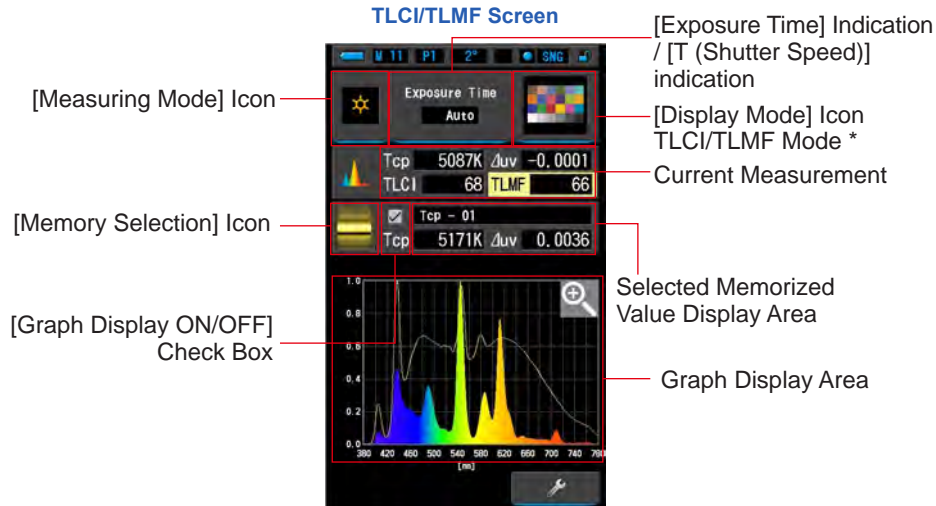 TLCI/TLMF Screen
[Exposure Time] Indication
/ [T (Shutter Speed)]
indication
M 11 P1 2° SNG
[Measuring Mode] Icon
Exposure Time
Auto
[Display Mode] Icon
TLCI/TLMF Mode *
Tcp 5087K ⊿uv -0.0001
TLCI 68 TLMF 66
Current Measurement
[Memory Selection] Icon
Tcp - 01
Tcp 5171K ⊿uv 0.0036
Selected Memorized
Value Display Area
[Graph Display ON/OFF]
Check Box
Graph Display Area
1.0
0.8
0.6
0.4
0.2
0.0
380 420 460 500 540 580 620 660 700 740 780
[nm]